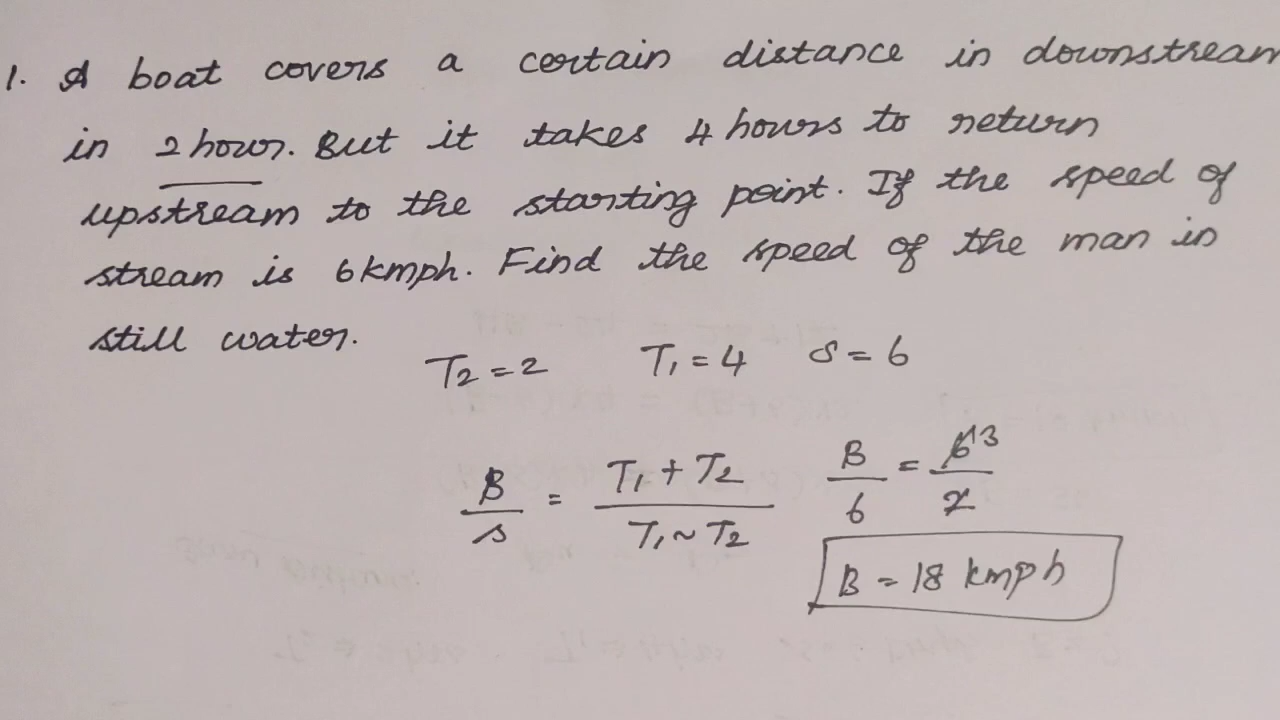 1. A boat covers a certain distance in downstream
in 2 hour. But it takes 4 hours to return
upstream to the starting point. If the speed of
stream is 6 kmph. Find the speed of the man in
still water.
T2 = 2 T1 = 4 S = 6
B/s = T1 + T2 / T1 ~ T2 B/6 = 6 3 / 2
B = 18 kmph